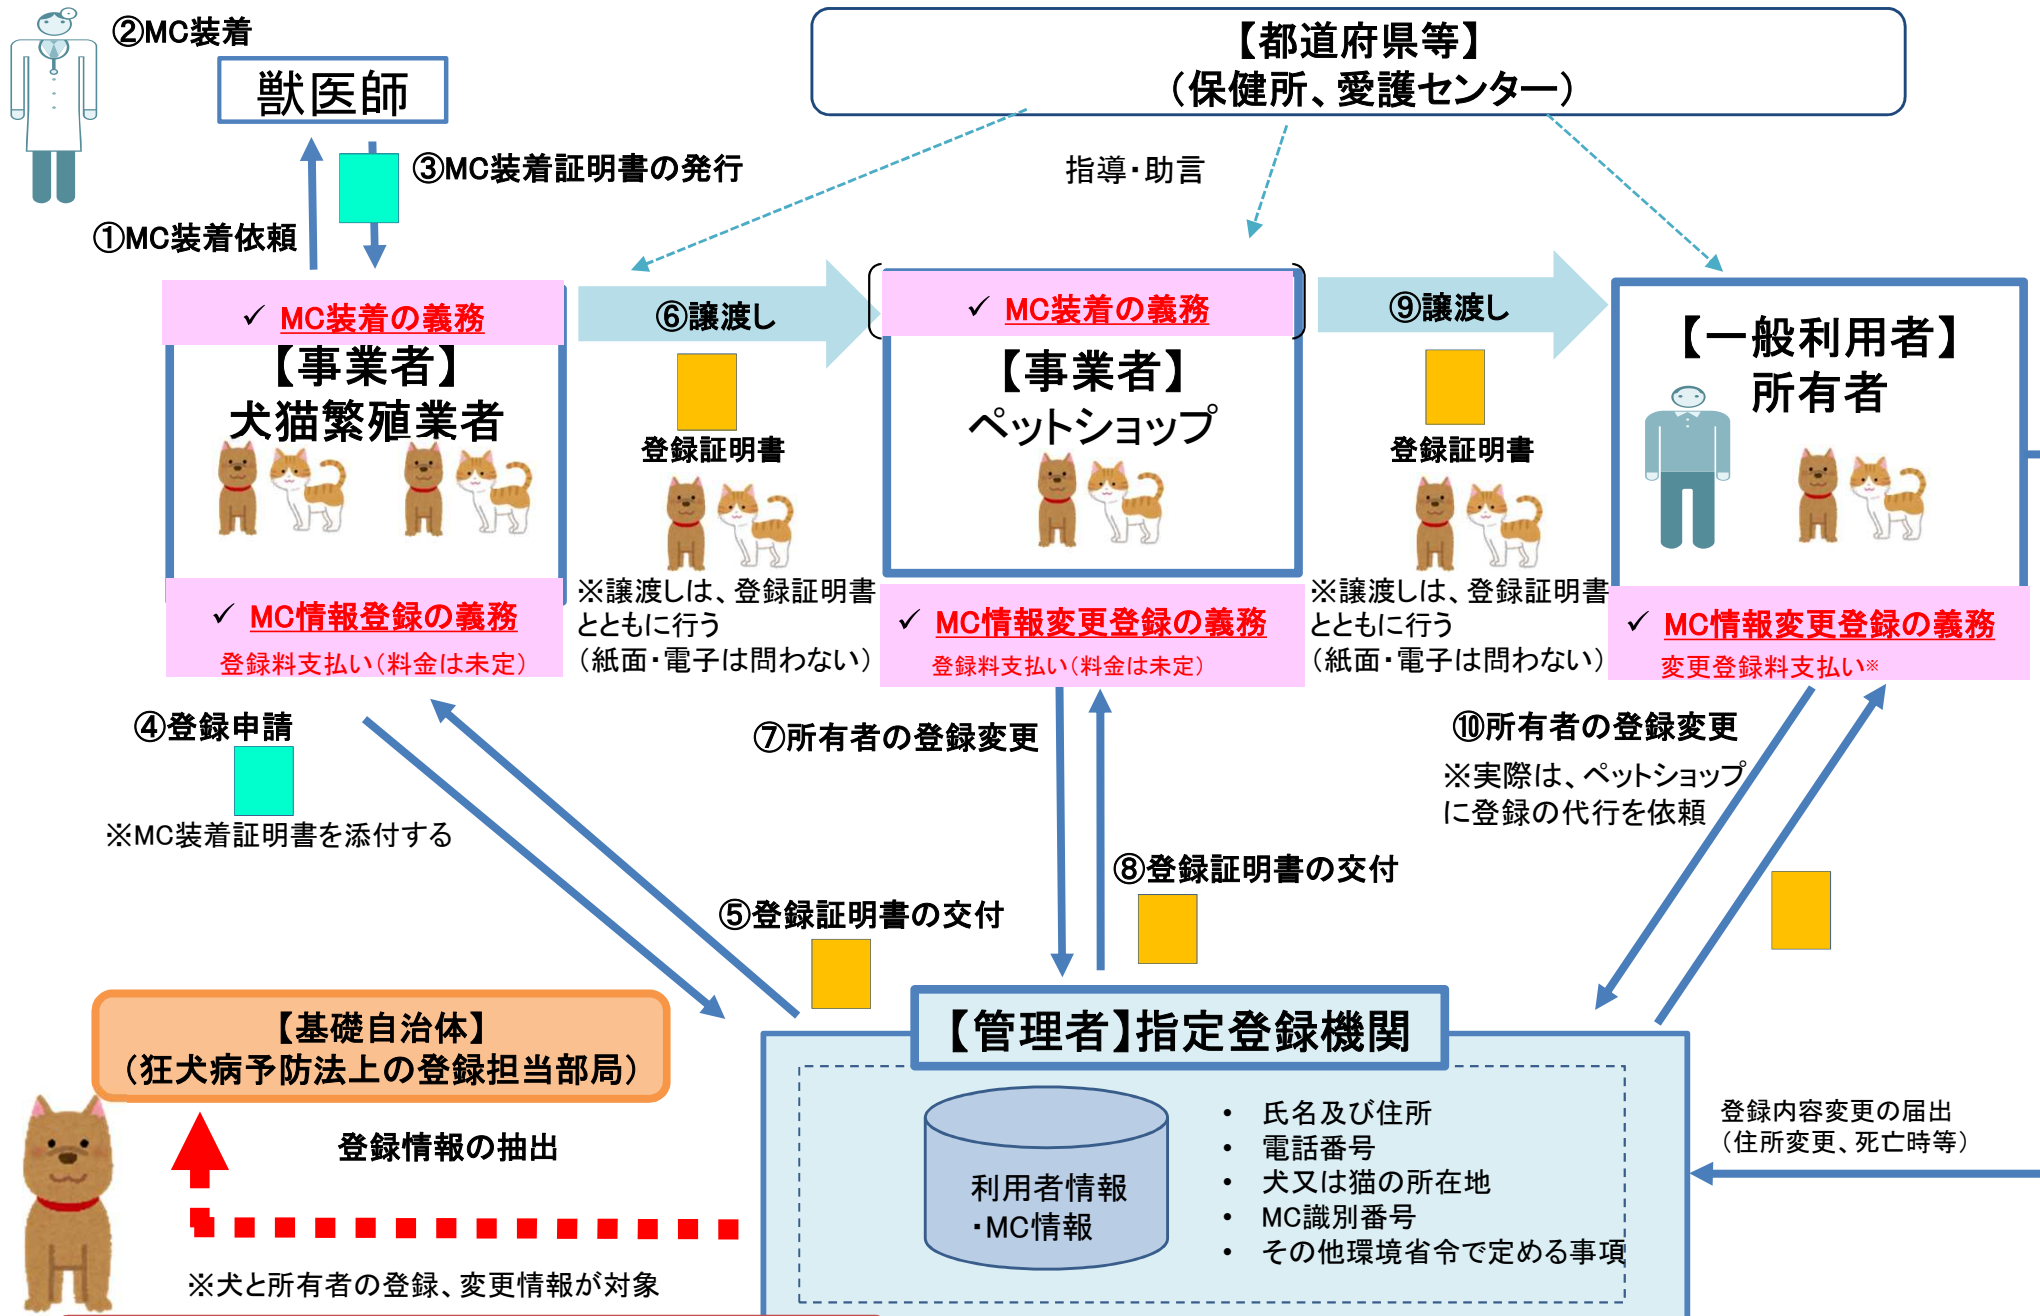 ②MC装着
獣医師
③MC装着証明書の発行
①MC装着依頼
【都道府県等】
（保健所、愛護センター）
指導・助言
✓ MC装着の義務
【事業者】
犬猫繁殖業者
✓ MC情報登録の義務
登録料支払い（料金は未定）
⑥譲渡し
登録証明書
※譲渡しは、登録証明書
とともに行う
（紙面・電子は問わない）
✓ MC装着の義務
【事業者】
ペットショップ
✓ MC情報変更登録の義務
登録料支払い（料金は未定）
⑨譲渡し
登録証明書
※譲渡しは、登録証明書
とともに行う
（紙面・電子は問わない）
【一般利用者】
所有者
✓ MC情報変更登録の義務
変更登録料支払い※
④登録申請
※MC装着証明書を添付する
⑤登録証明書の交付
⑦所有者の登録変更
⑧登録証明書の交付
⑩所有者の登録変更
※実際は、ペットショップ
に登録の代行を依頼
【基礎自治体】
（狂犬病予防法上の登録担当部局）
登録情報の抽出
※犬と所有者の登録、変更情報が対象
【管理者】指定登録機関
利用者情報
・MC情報
• 氏名及び住所
• 電話番号
• 犬又は猫の所在地
• MC識別番号
• その他環境省令で定める事項
登録内容変更の届出
（住所変更、死亡時等）